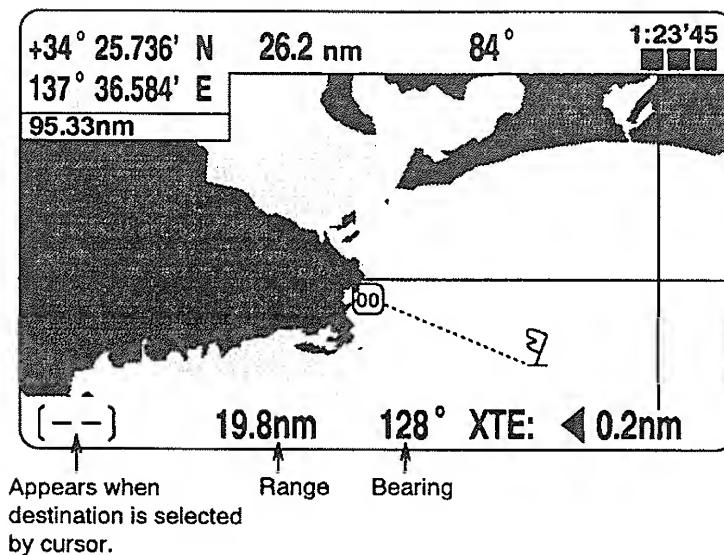 +34° 25.736' N 26.2 nm 84° 1:23'45
137° 36.584' E
95.33nm
00
[--] 19.8nm 128° XTE: ◀ 0.2nm
Appears when destination is selected by cursor.
Range
Bearing